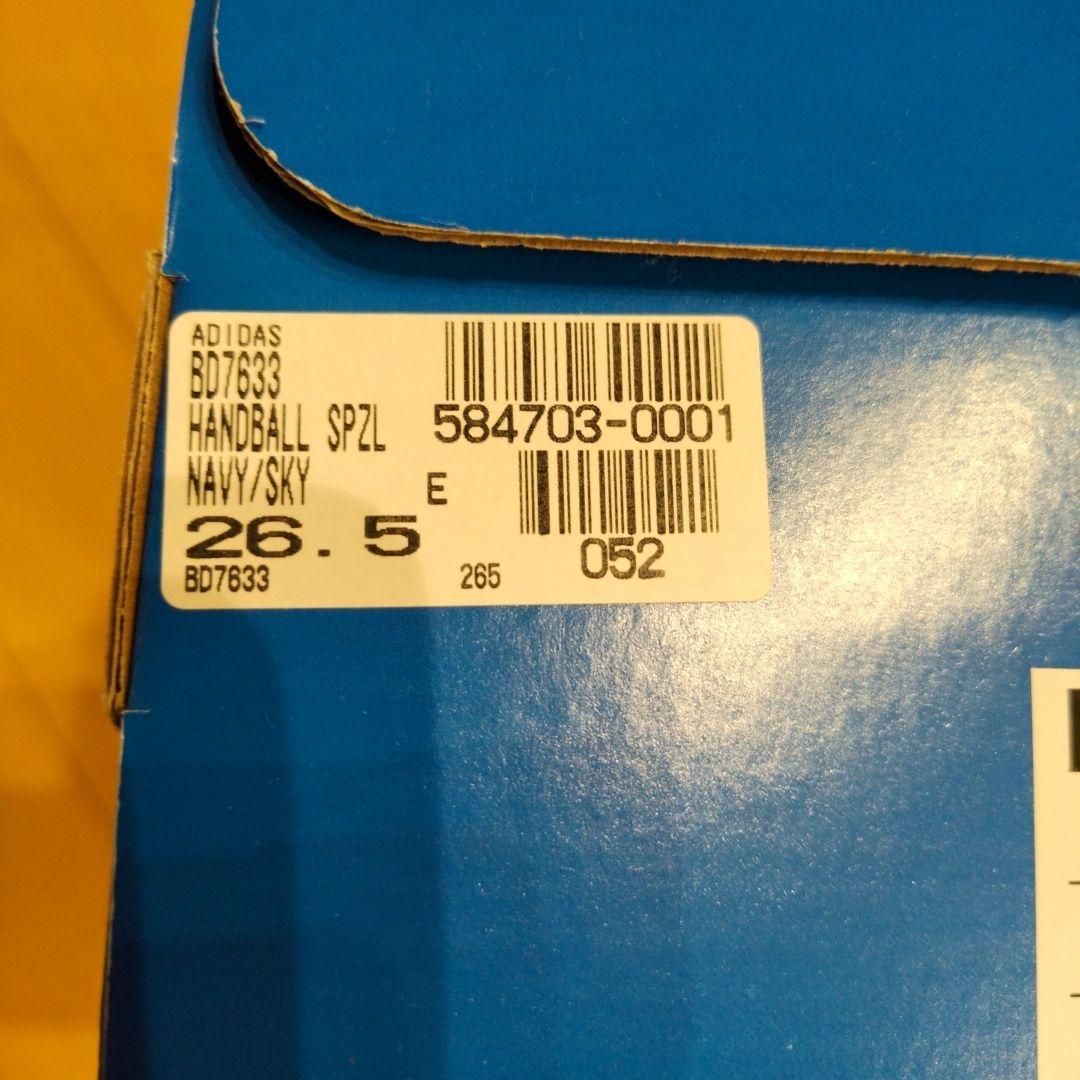 ADIDAS
BD7633
HANDBALL SPZL
584703-0001
NAVY/SKY
E
26.5
052
BD7633
265